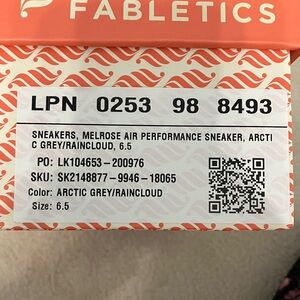 FABLETICS
LPN 0253 98 8493
SNEAKERS, MELROSE AIR PERFORMANCE SNEAKER, ARCTI
C GREY/RAINCLOUD, 6.5
PO: LK104653-200976
SKU: SK2148877-9946-18065
Color: ARCTIC GREY/RAINCLOUD
Size: 6.5